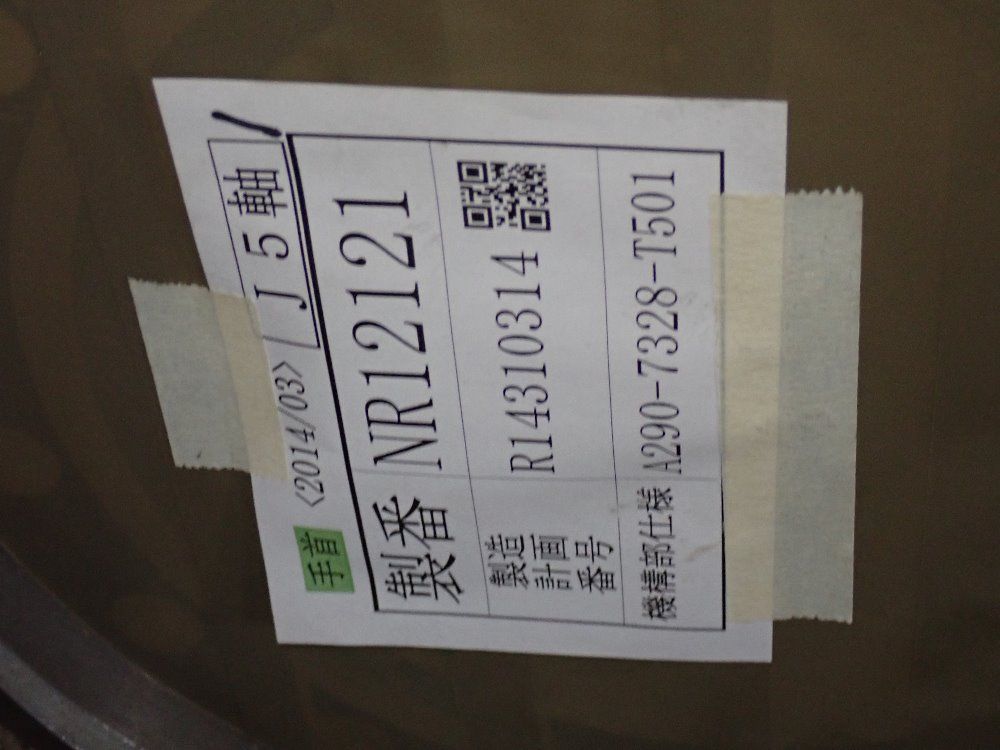 手首 <2014/03> J5軸
製番 NR12121
製造
計画
番号 R14310314
機構部仕様 A290-7328-T501